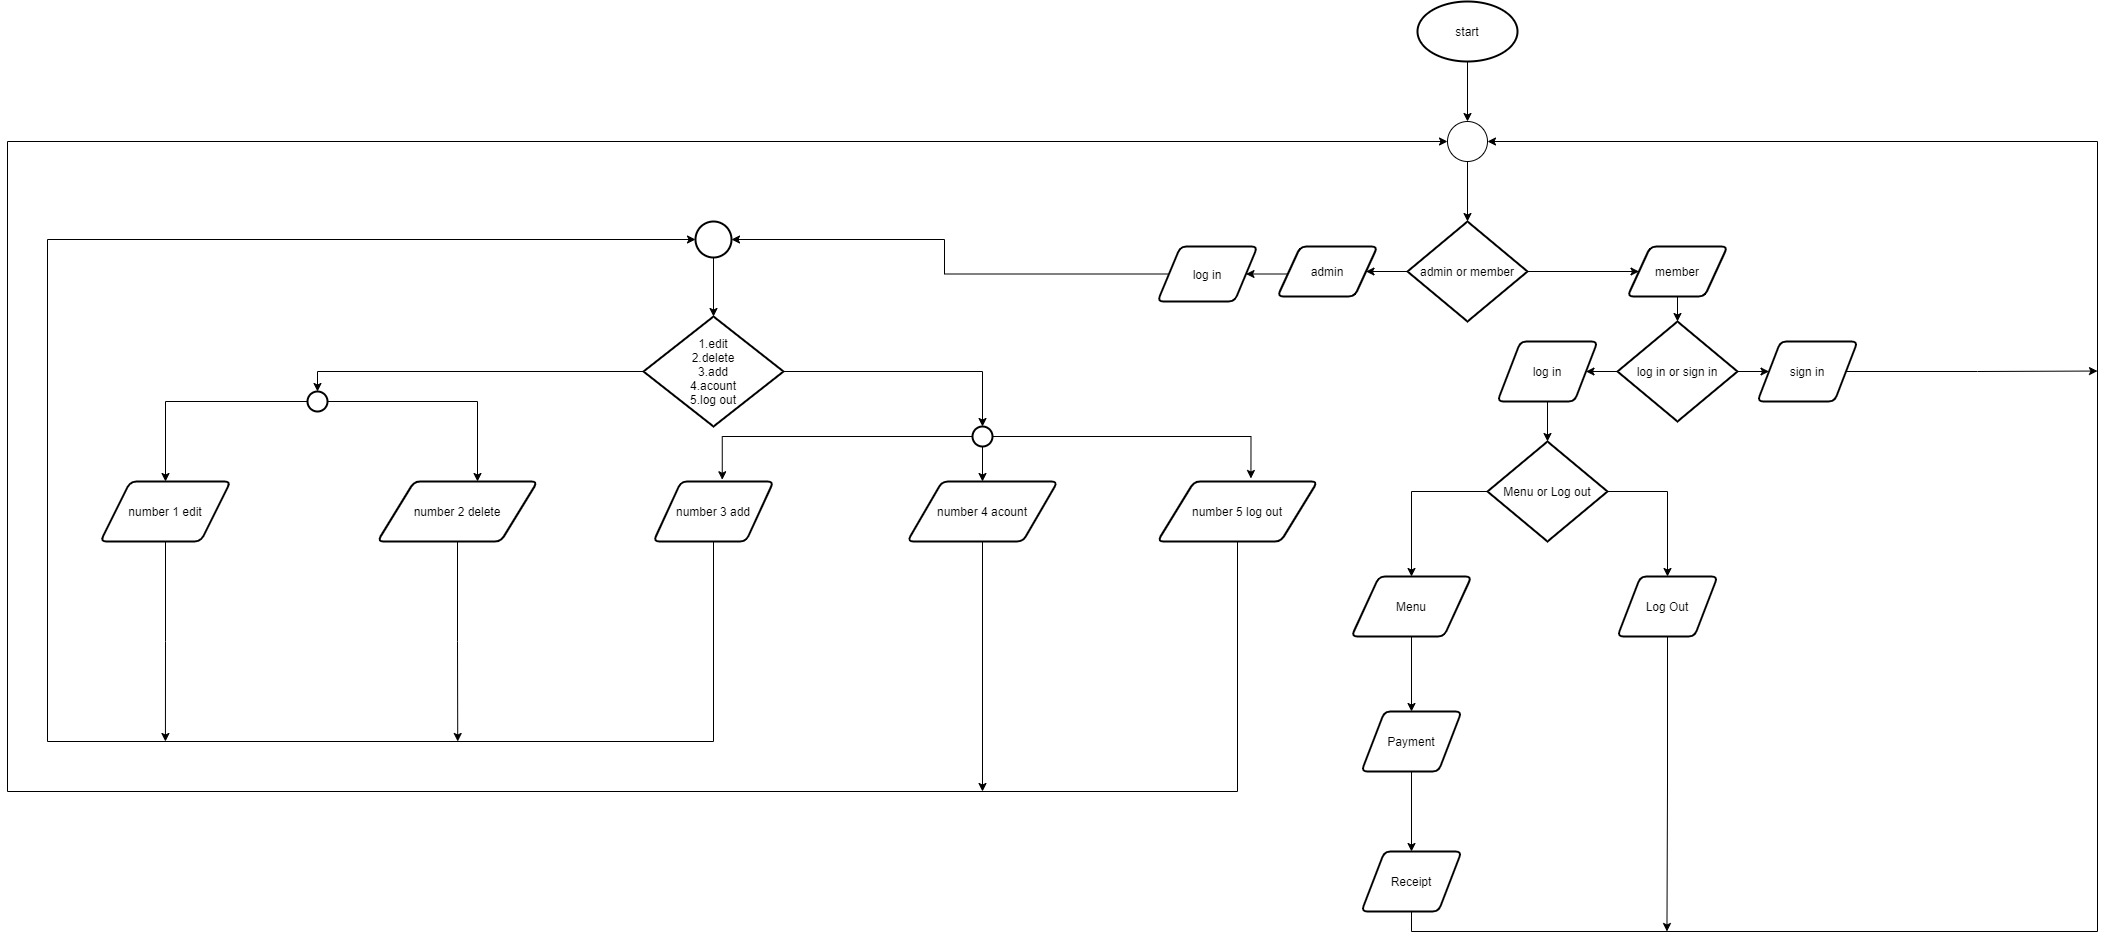 start
admin or member
admin
log in
member
log in or sign in
log in
sign in
1.edit
2.delete
3.add
4.acount
5.log out
number 1 edit
number 2 delete
number 3 add
number 4 acount
number 5 log out
Menu or Log out
Menu
Log Out
Payment
Receipt